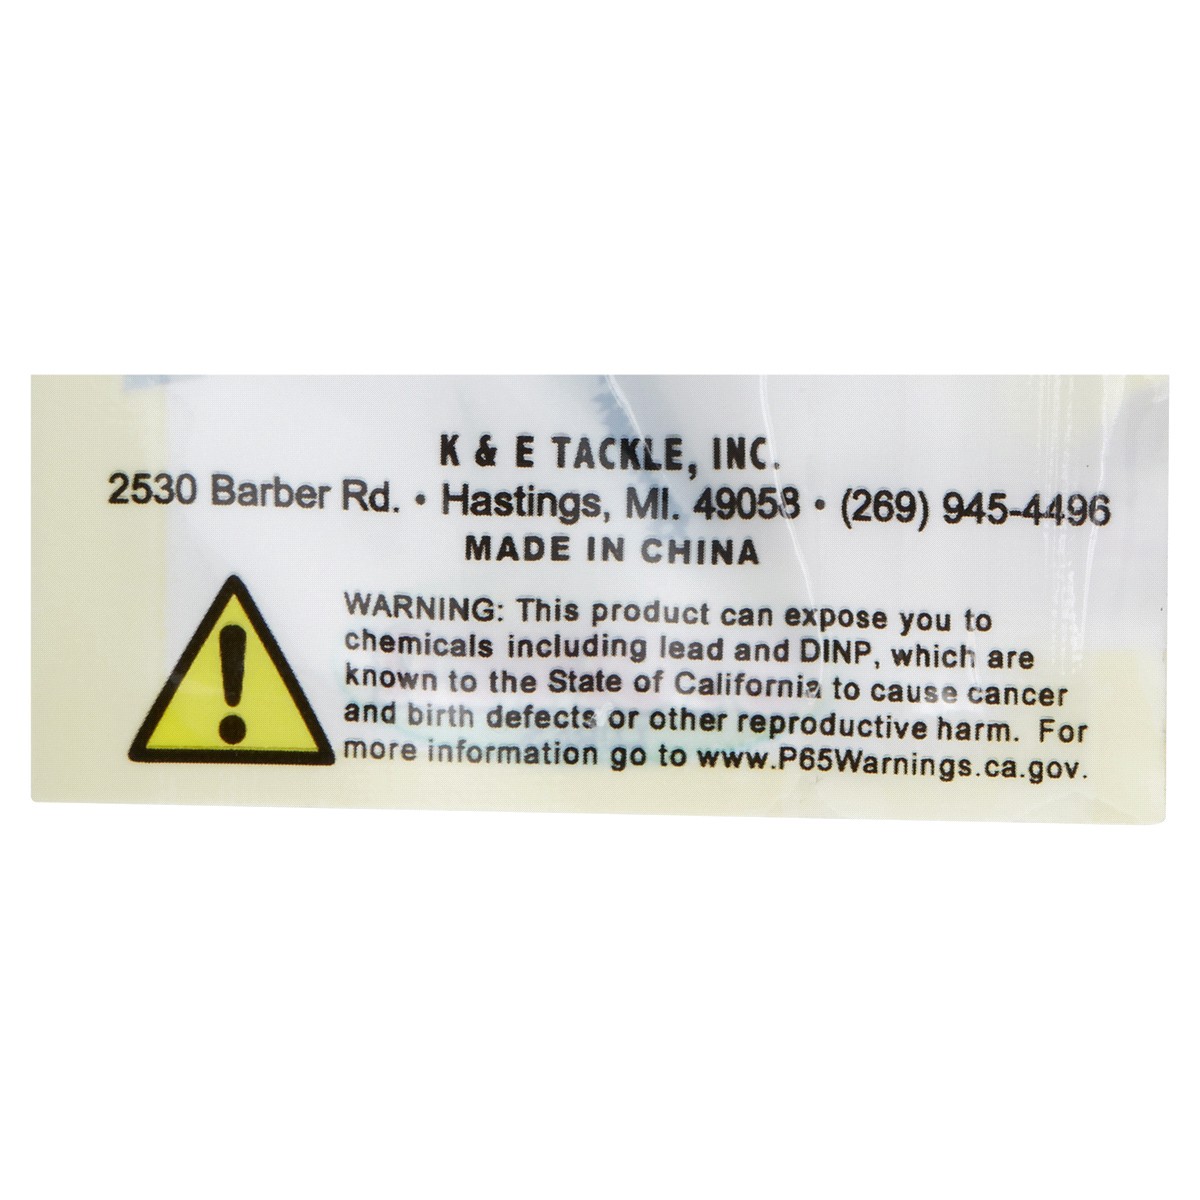 K & E TACKLE, INC.
2530 Barber Rd. • Hastings, MI. 49058 • (269) 945-4496
MADE IN CHINA
WARNING: This product can expose you to
chemicals including lead and DINP, which are
known to the State of California to cause cancer
and birth defects or other reproductive harm. For
more information go to www.P65Warnings.ca.gov.